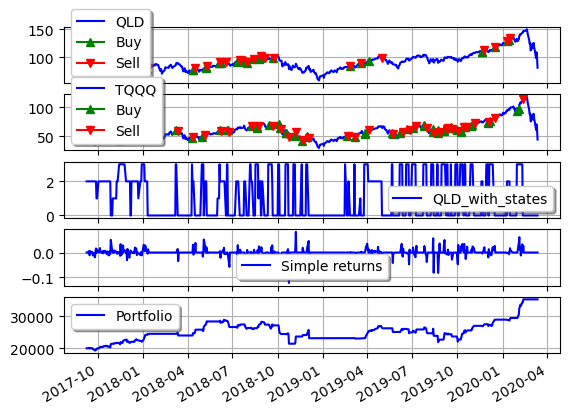 QLD
Buy
Sell
150
100
TQQQ
Buy
Sell
100
50
2
0
QLD_with_states
0.0
−0.1
Simple returns
Portfolio
30000
20000
2017-10
2018-01
2018-04
2018-07
2018-10
2019-01
2019-04
2019-07
2019-10
2020-01
2020-04